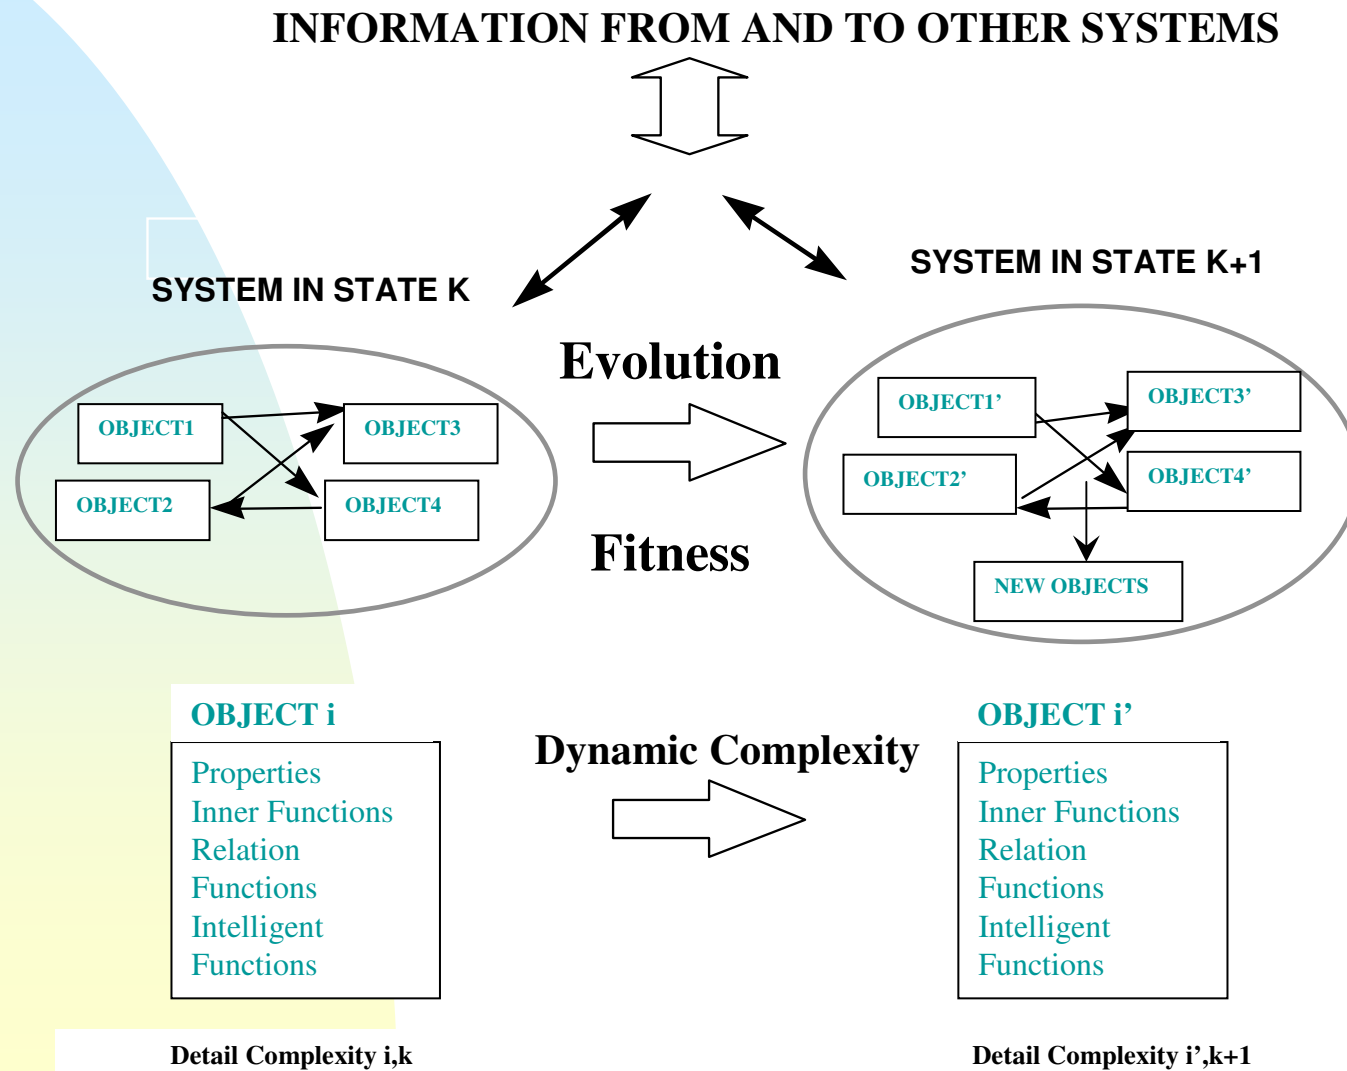 INFORMATION FROM AND TO OTHER SYSTEMS
SYSTEM IN STATE K
SYSTEM IN STATE K+1
Evolution
Fitness
OBJECT1
OBJECT3
OBJECT2
OBJECT4
OBJECT1’
OBJECT3’
OBJECT2’
OBJECT4’
NEW OBJECTS
OBJECT i
Properties
Inner Functions
Relation
Functions
Intelligent
Functions
Detail Complexity i,k
Dynamic Complexity
OBJECT i’
Properties
Inner Functions
Relation
Functions
Intelligent
Functions
Detail Complexity i’,k+1